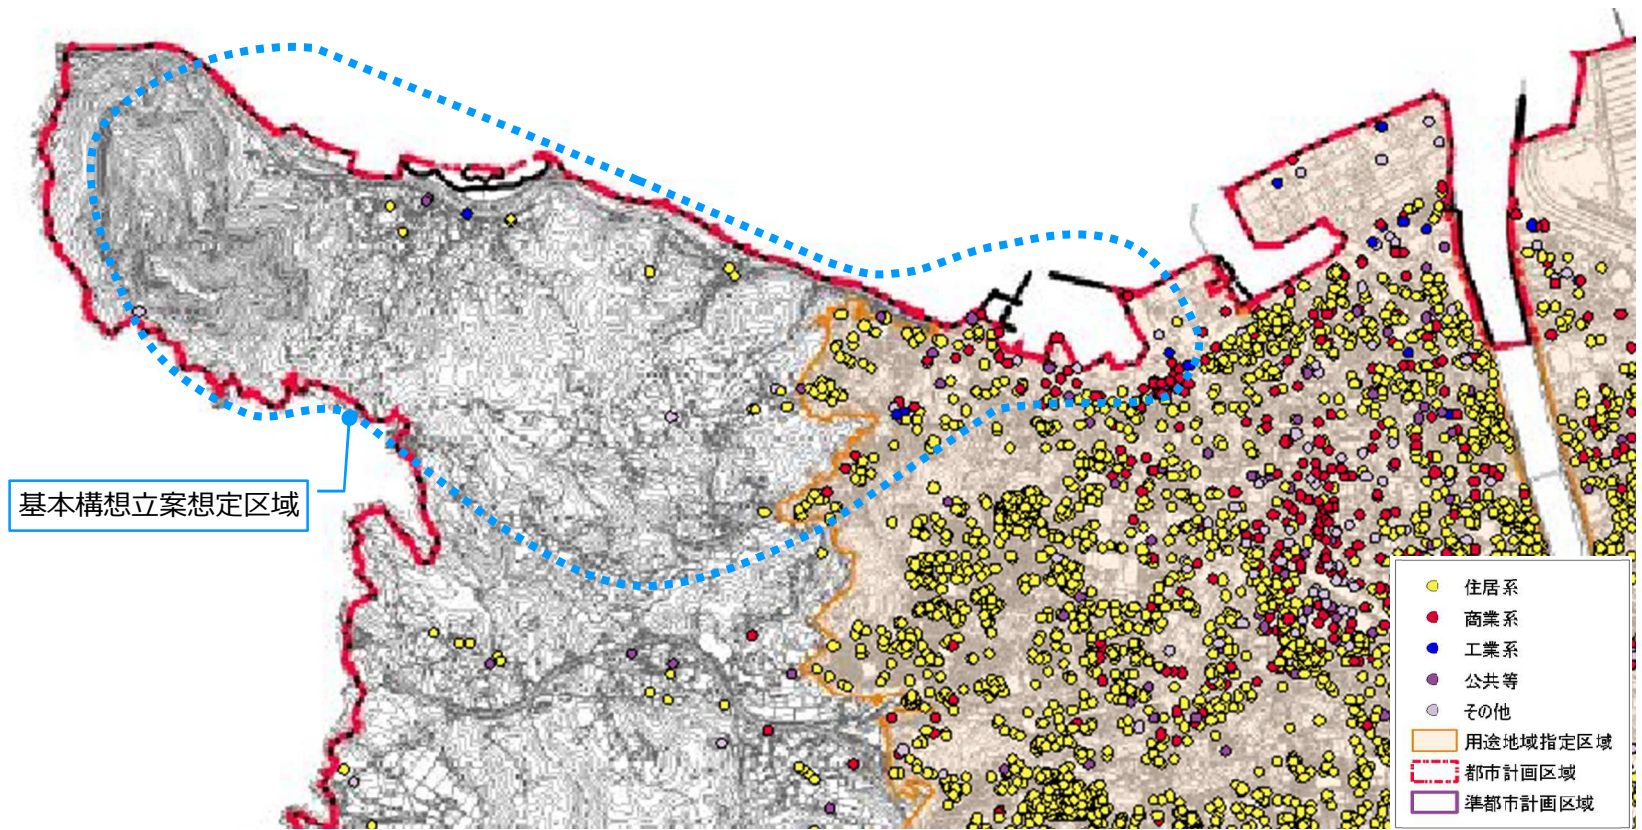 基本構想立案想定区域
住居系
商業系
工業系
公共等
その他
用途地域指定区域
都市計画区域
準都市計画区域